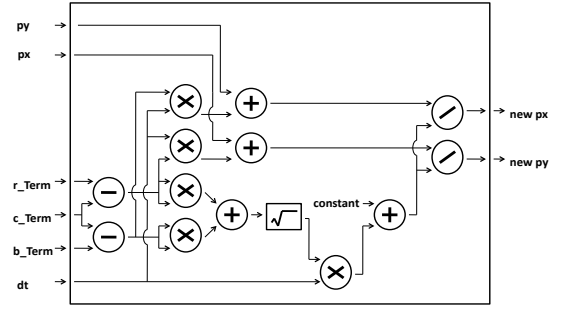 py
px
r_Term
c_Term
b_Term
dt
constant
new px
new py